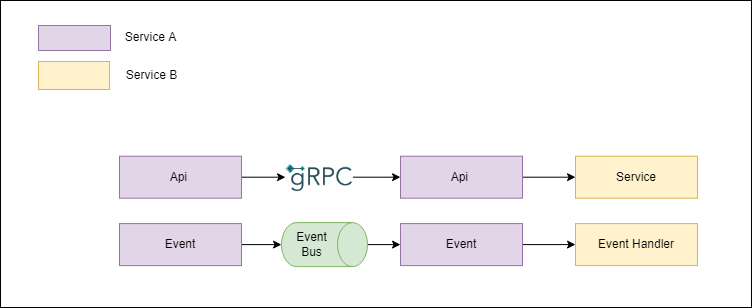 Service A
Service B
Api
gRPC
Api
Service
Event
Event
Bus
Event
Event Handler